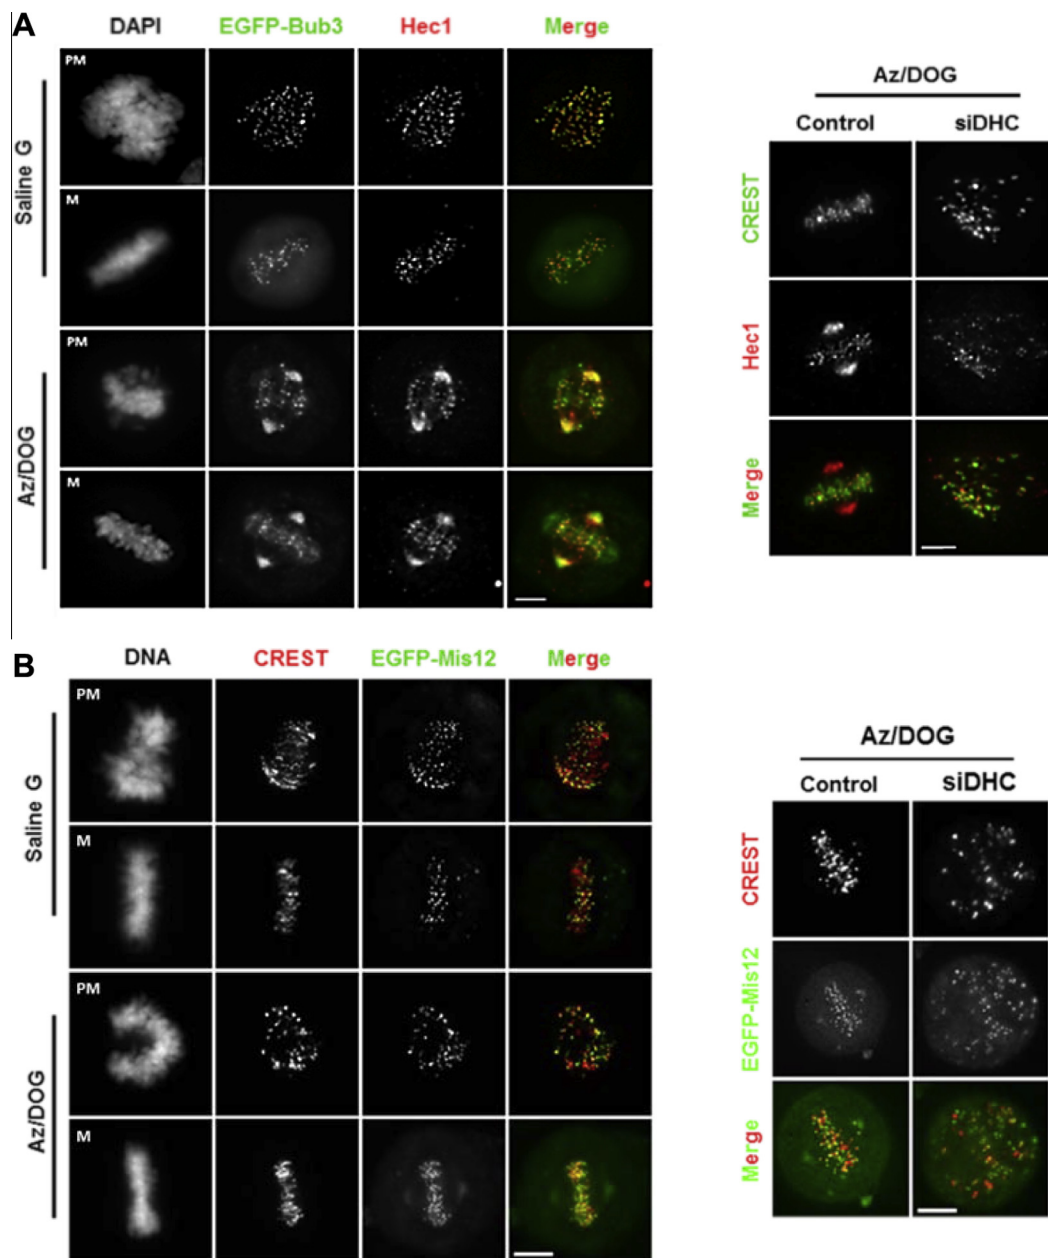 A
DAPI EGFP-Bub3 Hec1 Merge
Saline G
PM
M
Az/DOG
PM
M
Az/DOG
Control siDHC
CREST
Hec1
Merge
B
DNA CREST EGFP-Mis12 Merge
Saline G
PM
M
Az/DOG
PM
M
Az/DOG
Control siDHC
CREST
EGFP-Mis12
Merge